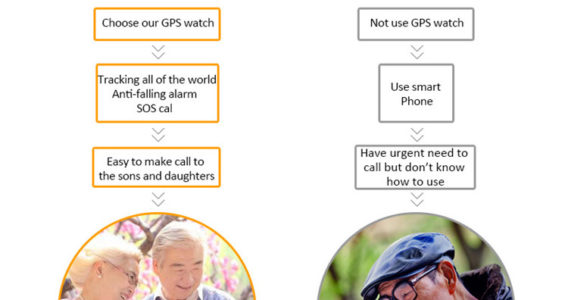 Choose our GPS watch
Tracking all of the world
Anti-falling alarm
SOS cal
Easy to make call to
the sons and daughters
Not use GPS watch
Use smart
Phone
Have urgent need to
call but don't know
how to use